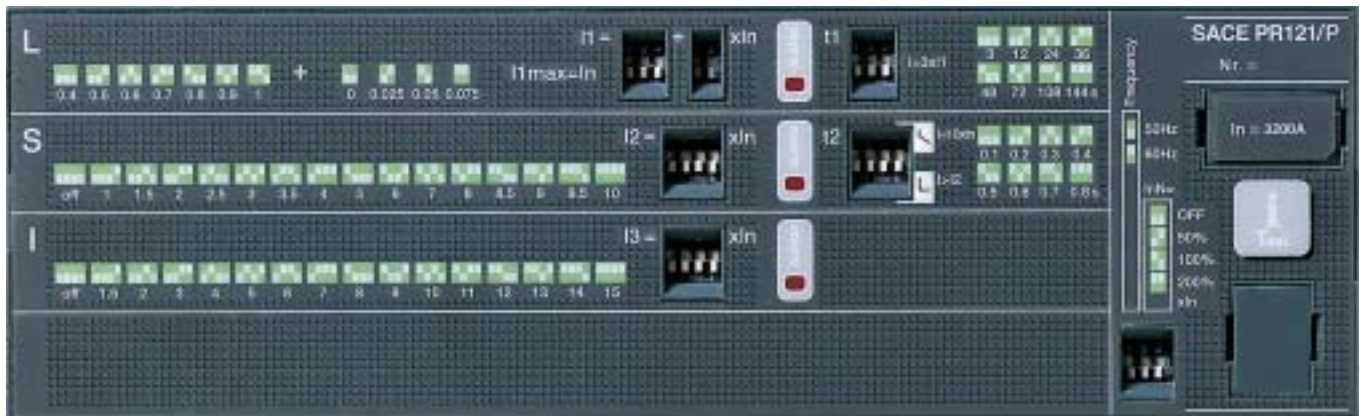 L
I1 =
+
xIn
t1
I=3xI1
3 12 24 36
48 72 108 144 s
I1max=In
+
0.4 0.5 0.6 0.7 0.8 0.9 1
0 0.025 0.05 0.075
S
I2 =
xIn
t2
I=10xIn
I>I2
0.1 0.2 0.3 0.4
0.5 0.6 0.7 0.8 s
off 1 1.5 2 2.5 3 3.5 4 5 6 7 8 8.5 9 9.5 10
I
I3 =
xIn
off 1.5 2 3 4 5 6 7 8 9 10 11 12 13 14 15
Frequency
50Hz
60Hz
InN=
OFF
50%
100%
200%
xIn
SACE PR121/P
Nr. =
In = 3200A
i
Test